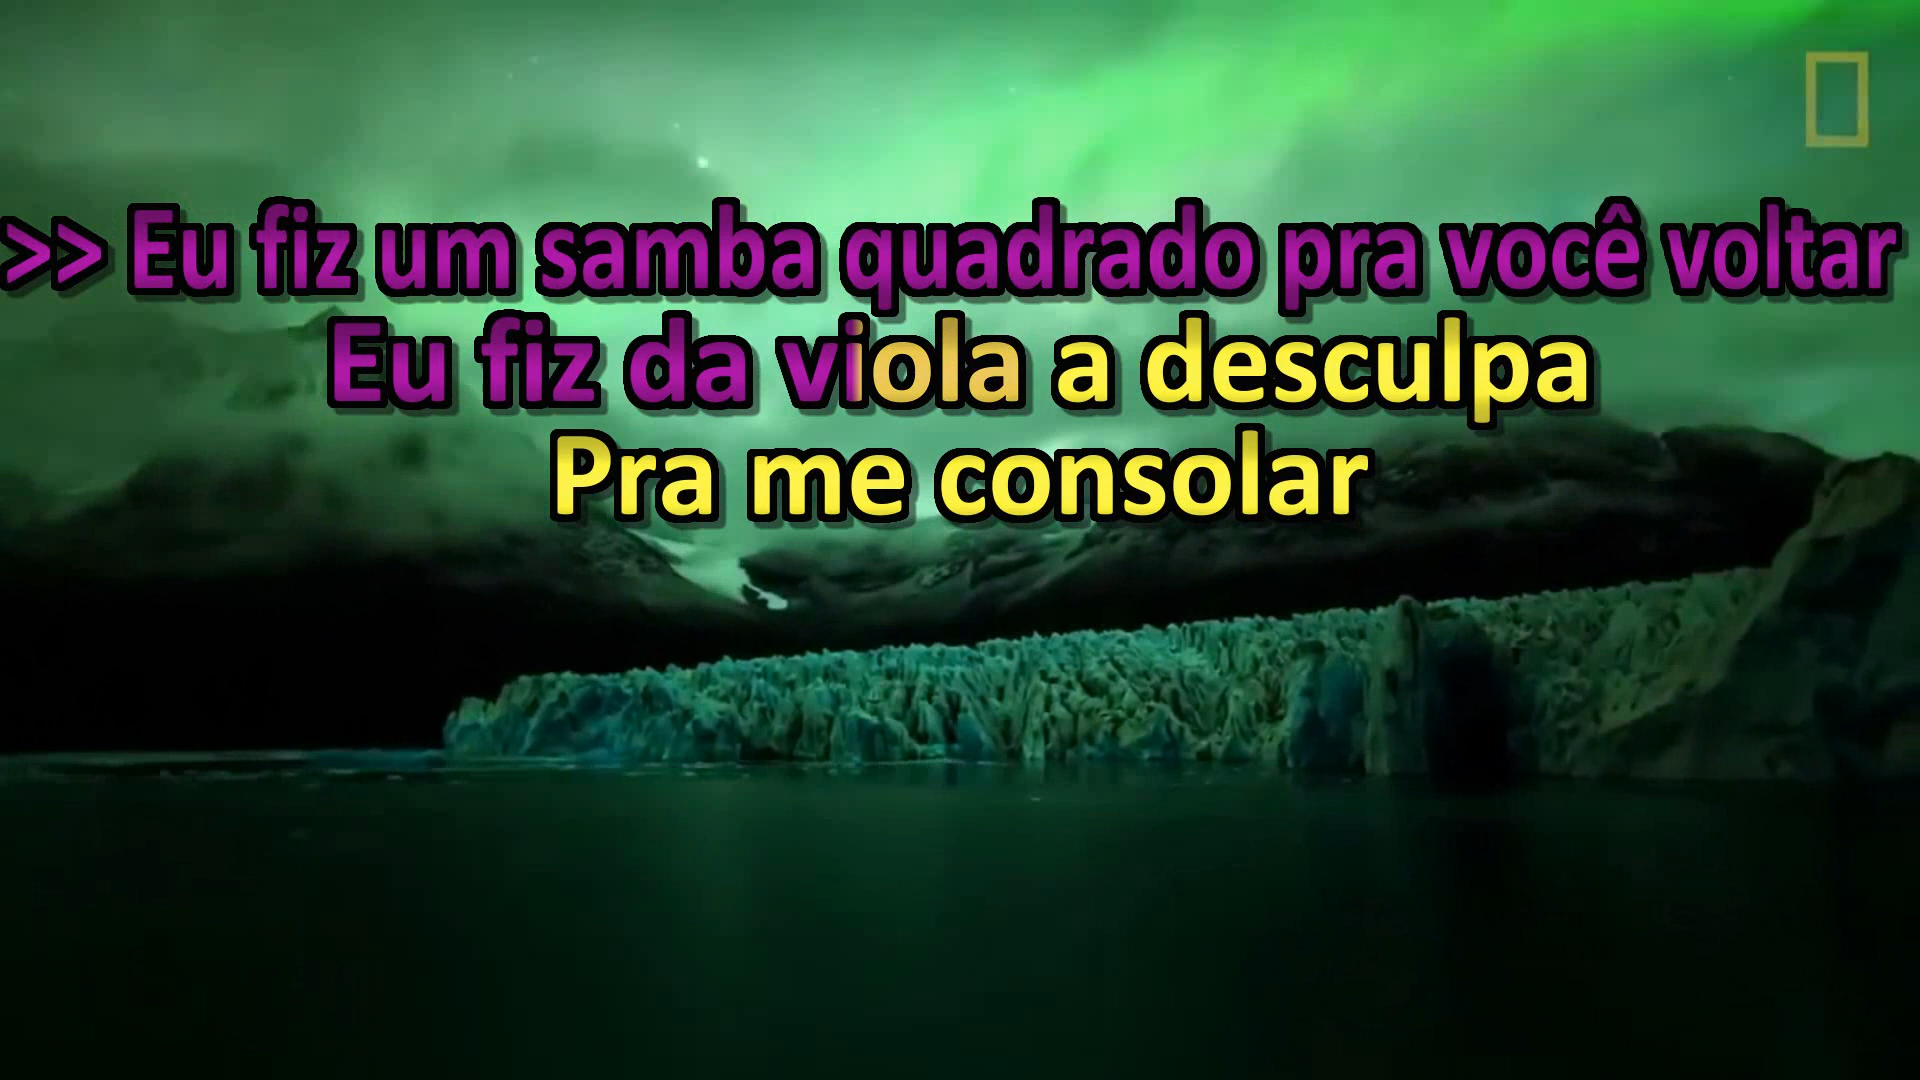 >> Eu fiz um samba quadrado pra você voltar
Eu fiz da viola a desculpa
Pra me consolar